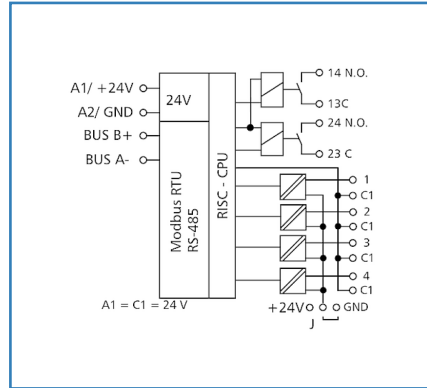 A1/ +24V
A2/ GND
BUS B+
BUS A-
24V
Modbus RTU
RS-485
RISC - CPU
14 N.O.
13C
24 N.O.
23 C
1
C1
2
C1
3
C1
4
C1
+24V
GND
J
A1 = C1 = 24 V